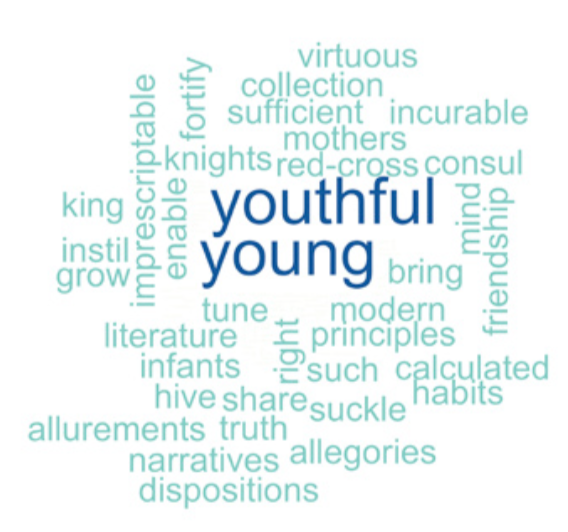 virtuous
collection
fortify
sufficient incurable
mothers
imprescriptable
knights red-cross consul
enable
king
youthful
mind
friendship
instil
young
grow
bring
tune modern
literature
right
principles
infants
such calculated
hive share suckle habits
allurements truth
narratives allegories
dispositions